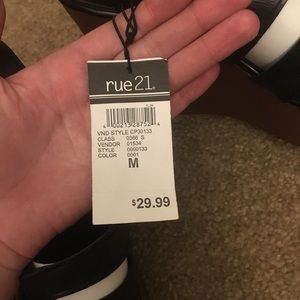 rue21.
VND STYLE CP30133
CLASS 0366 S
VENDOR 01534
STYLE 0000133
COLOR 0001
M
$29.99